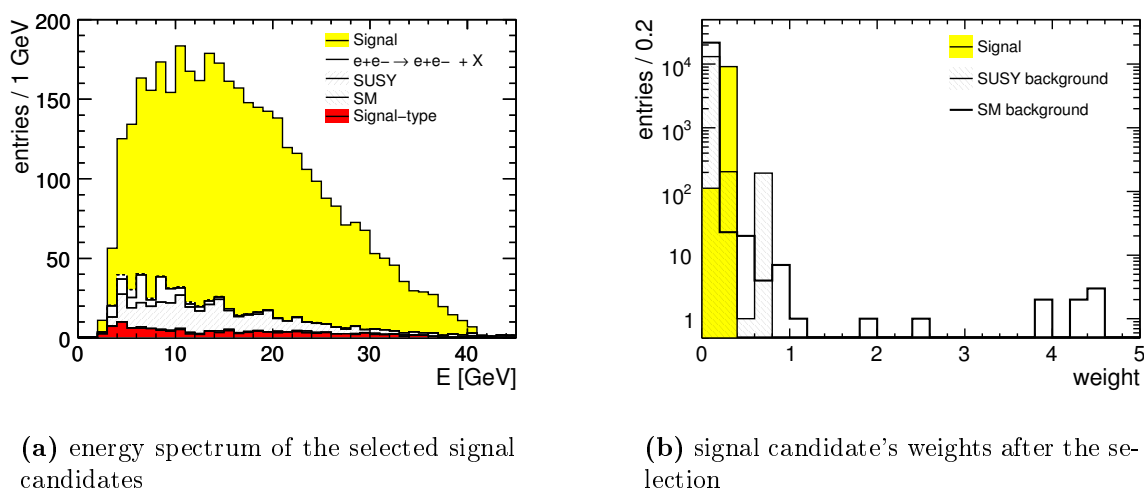 entries / 1 GeV
200
150
100
50
0
0
10
20
30
40
E [GeV]
Signal
e+e− → e+e− + X
SUSY
SM
Signal−type
entries / 0.2
10⁴
10³
10²
10
1
0
1
2
3
4
5
weight
Signal
SUSY background
SM background
(a) energy spectrum of the selected signal
candidates
(b) signal candidate's weights after the se-
lection